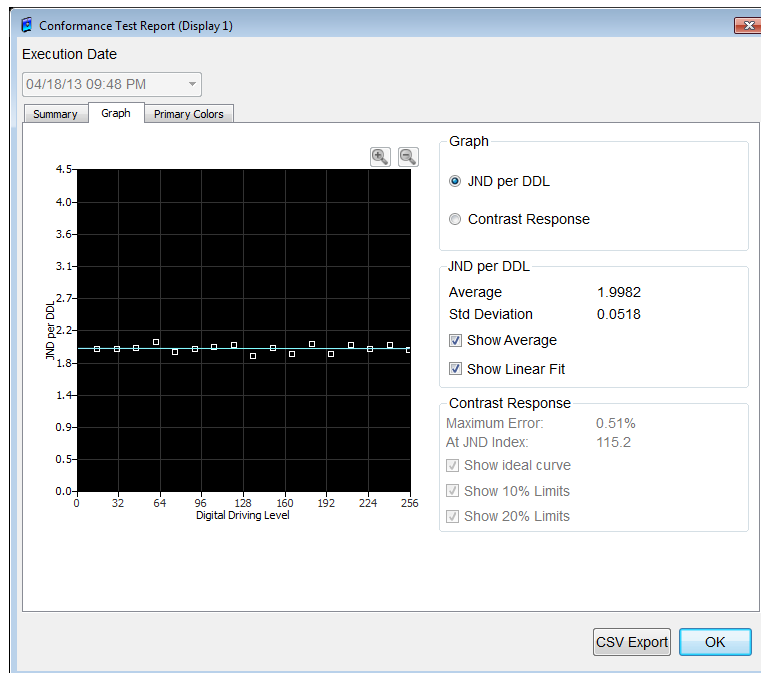 Conformance Test Report (Display 1)
Execution Date
04/18/13 09:48 PM
Summary
Graph
Primary Colors
4.5
4.0
3.6
3.1
2.7
2.2
1.8
1.4
0.9
0.5
0.0
JND per DDL
0 32 64 96 128 160 192 224 256
Digital Driving Level
Graph
JND per DDL
Contrast Response
JND per DDL
Average 1.9982
Std Deviation 0.0518
Show Average
Show Linear Fit
Contrast Response
Maximum Error: 0.51%
At JND Index: 115.2
Show ideal curve
Show 10% Limits
Show 20% Limits
CSV Export OK